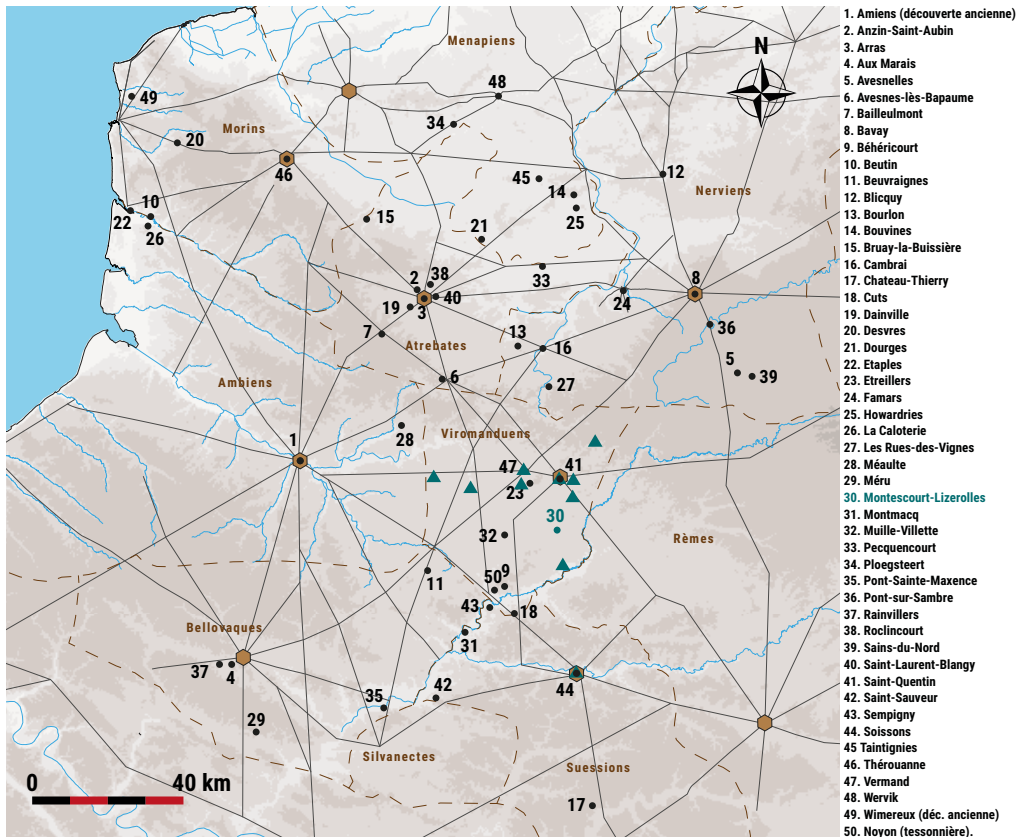 Menapiens
N
48
49
34
Morins
20
46
45
14
12
Nerviens
25
10
22
26
15
21
2
38
33
8
19
3
40
24
36
7
13
16
Atrebates
5
39
6
27
Ambiens
28
Viromanduens
1
47
41
23
30
32
Rèmes
11
50
9
43
18
Bellovaques
31
37
4
35
42
44
29
Silvanectes
Suessions
0
40 km
17
1. Amiens (découverte ancienne)
2. Anzin-Saint-Aubin
3. Arras
4. Aux Marais
5. Avesnelles
6. Avesnes-lès-Bapaume
7. Bailleulmont
8. Bavay
9. Béhéricourt
10. Beutin
11. Beuvraignes
12. Blicquy
13. Bourlon
14. Bouvines
15. Bruay-la-Buissière
16. Cambrai
17. Chateau-Thierry
18. Cuts
19. Dainville
20. Desvres
21. Dourges
22. Etaples
23. Etreillers
24. Famars
25. Howardries
26. La Caloterie
27. Les Rues-des-Vignes
28. Méaulte
29. Méru
30. Montescourt-Lizerolles
31. Montmacq
32. Muille-Villette
33. Pecquencourt
34. Ploegsteert
35. Pont-Sainte-Maxence
36. Pont-sur-Sambre
37. Rainvillers
38. Roclincourt
39. Sains-du-Nord
40. Saint-Laurent-Blangy
41. Saint-Quentin
42. Saint-Sauveur
43. Sempigny
44. Soissons
45 Taintignies
46. Thérouanne
47. Vermand
48. Wervik
49. Wimereux (déc. ancienne)
50. Noyon (tessonnière).